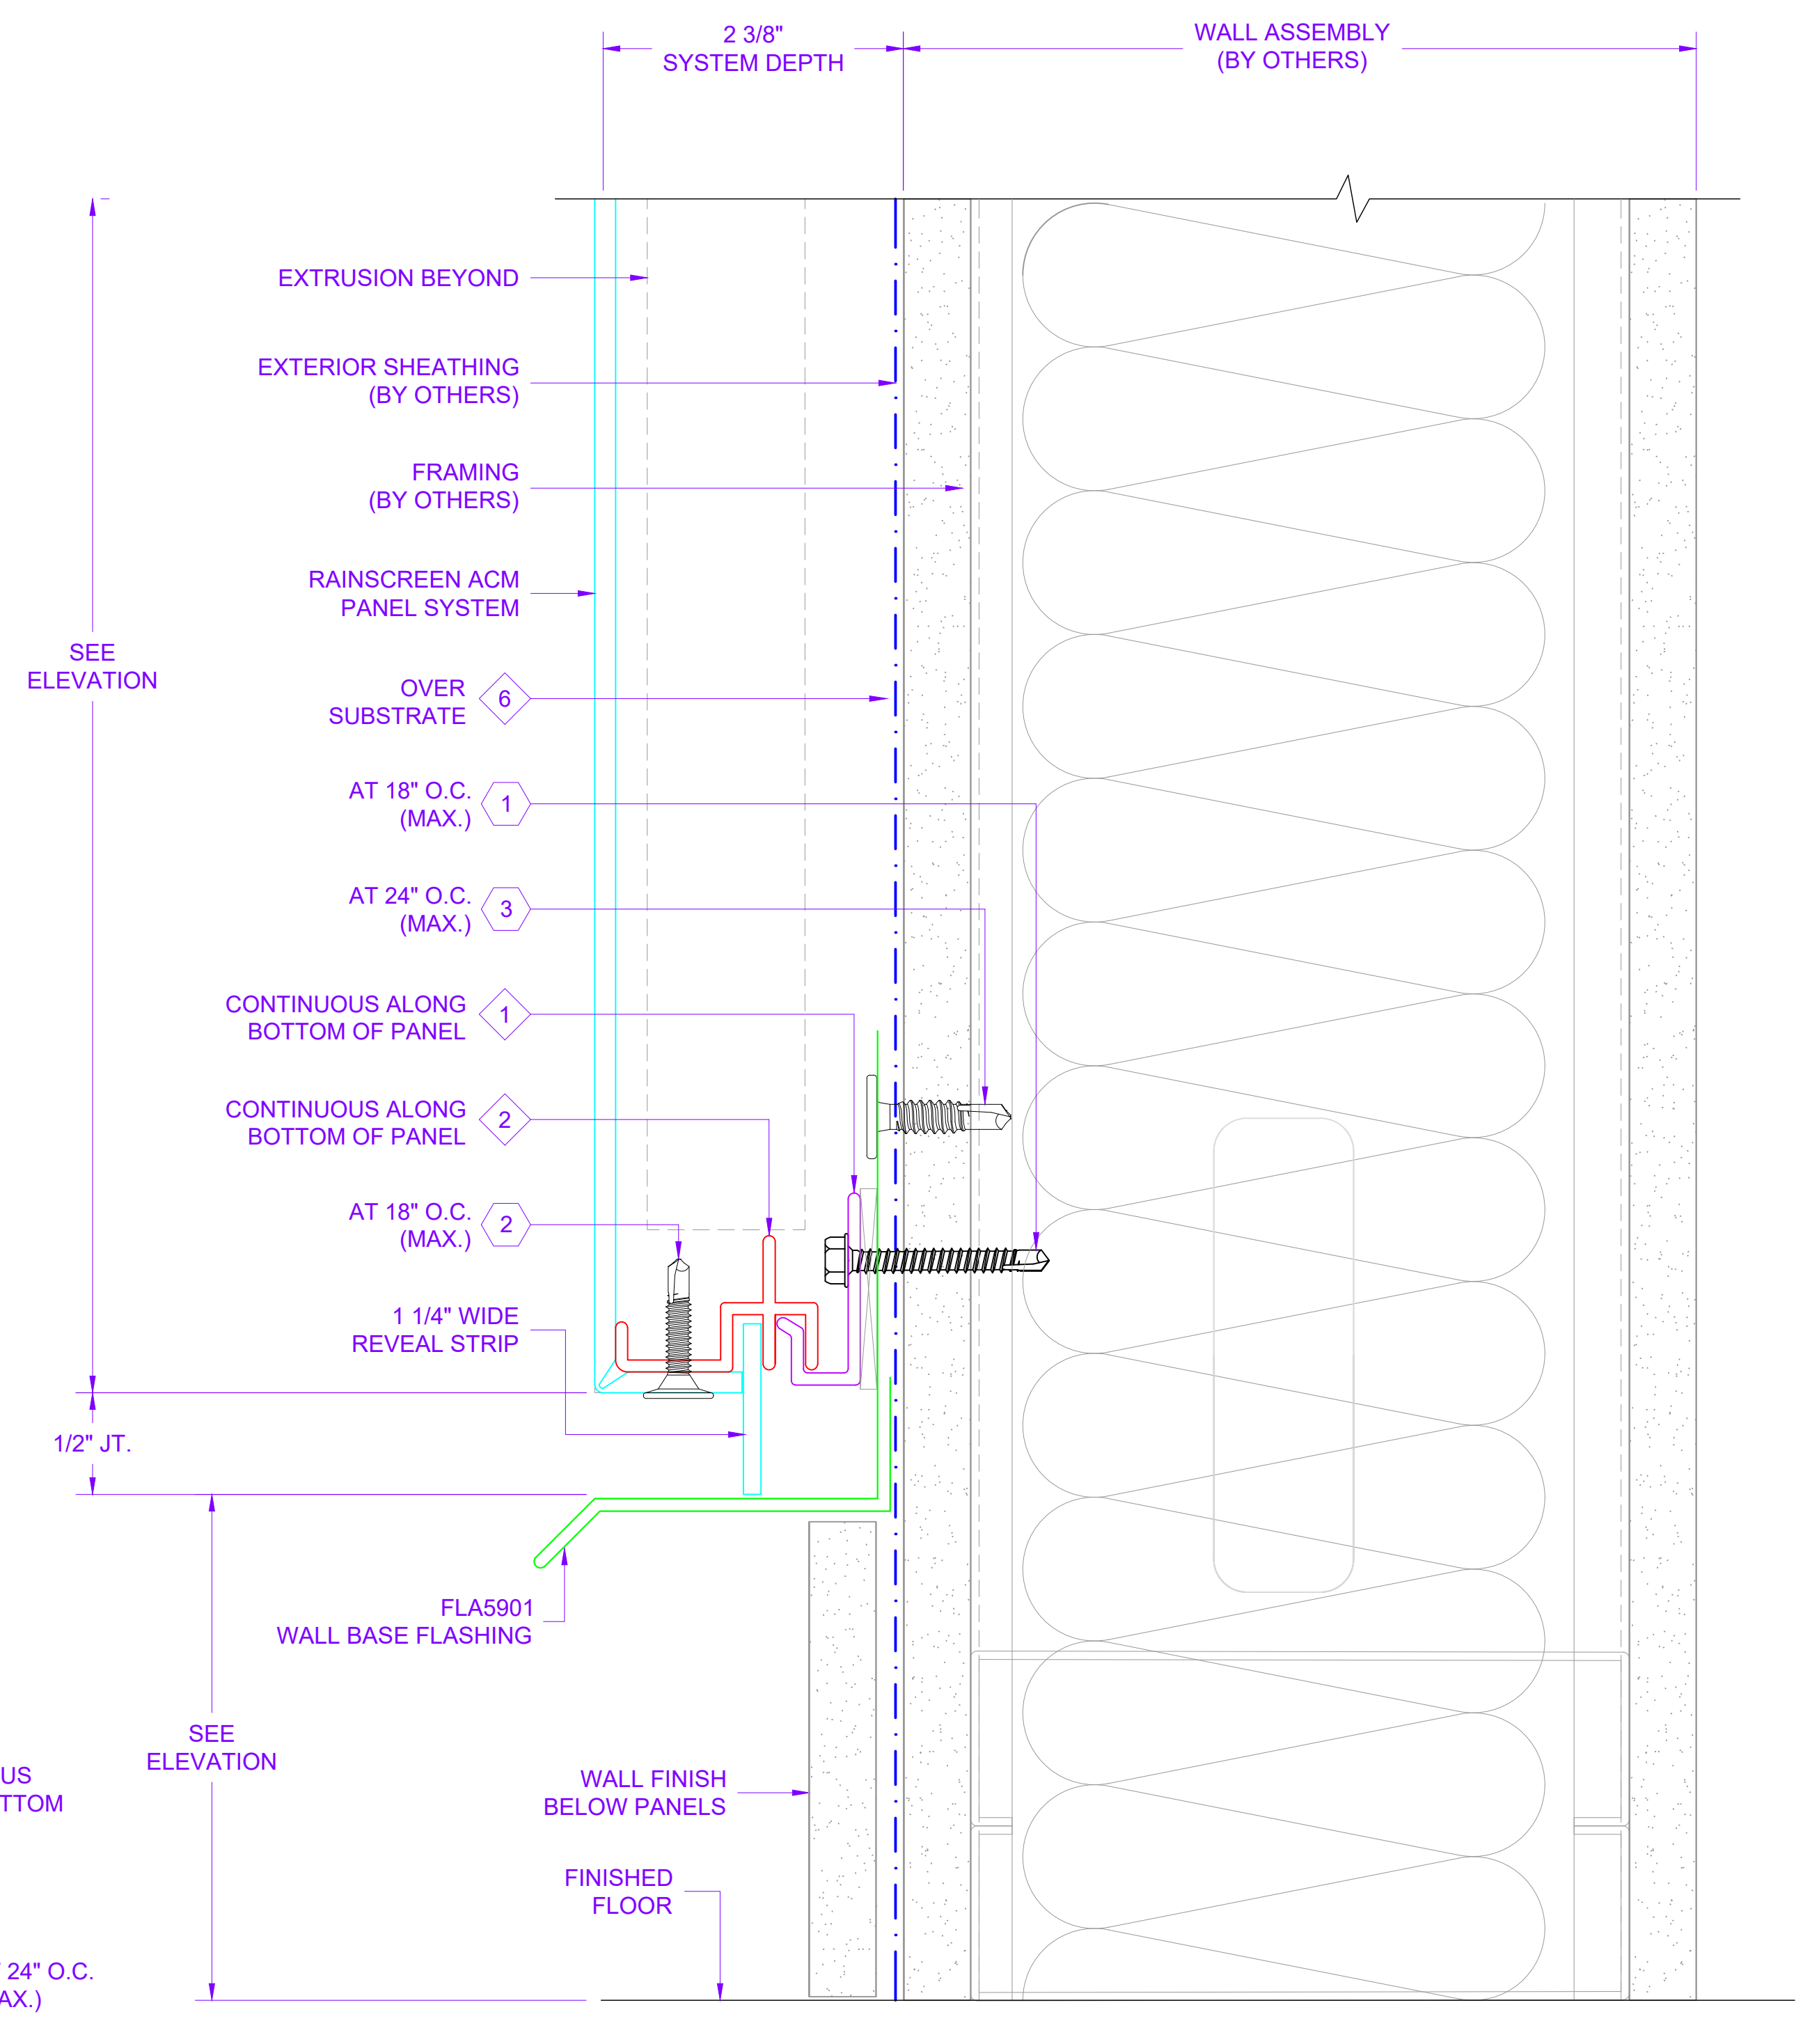 2 3/8"
SYSTEM DEPTH
WALL ASSEMBLY
(BY OTHERS)
EXTRUSION BEYOND
EXTERIOR SHEATHING
(BY OTHERS)
FRAMING
(BY OTHERS)
RAINSCREEN ACM
PANEL SYSTEM
SEE
ELEVATION
OVER
SUBSTRATE
6
AT 18" O.C.
(MAX.)
1
AT 24" O.C.
(MAX.)
3
CONTINUOUS ALONG
BOTTOM OF PANEL
1
CONTINUOUS ALONG
BOTTOM OF PANEL
2
AT 18" O.C.
(MAX.)
2
1 1/4" WIDE
REVEAL STRIP
1/2" JT.
FLA5901
WALL BASE FLASHING
SEE
ELEVATION
US
TTOM
WALL FINISH
BELOW PANELS
FINISHED
FLOOR
24" O.C.
AX.)